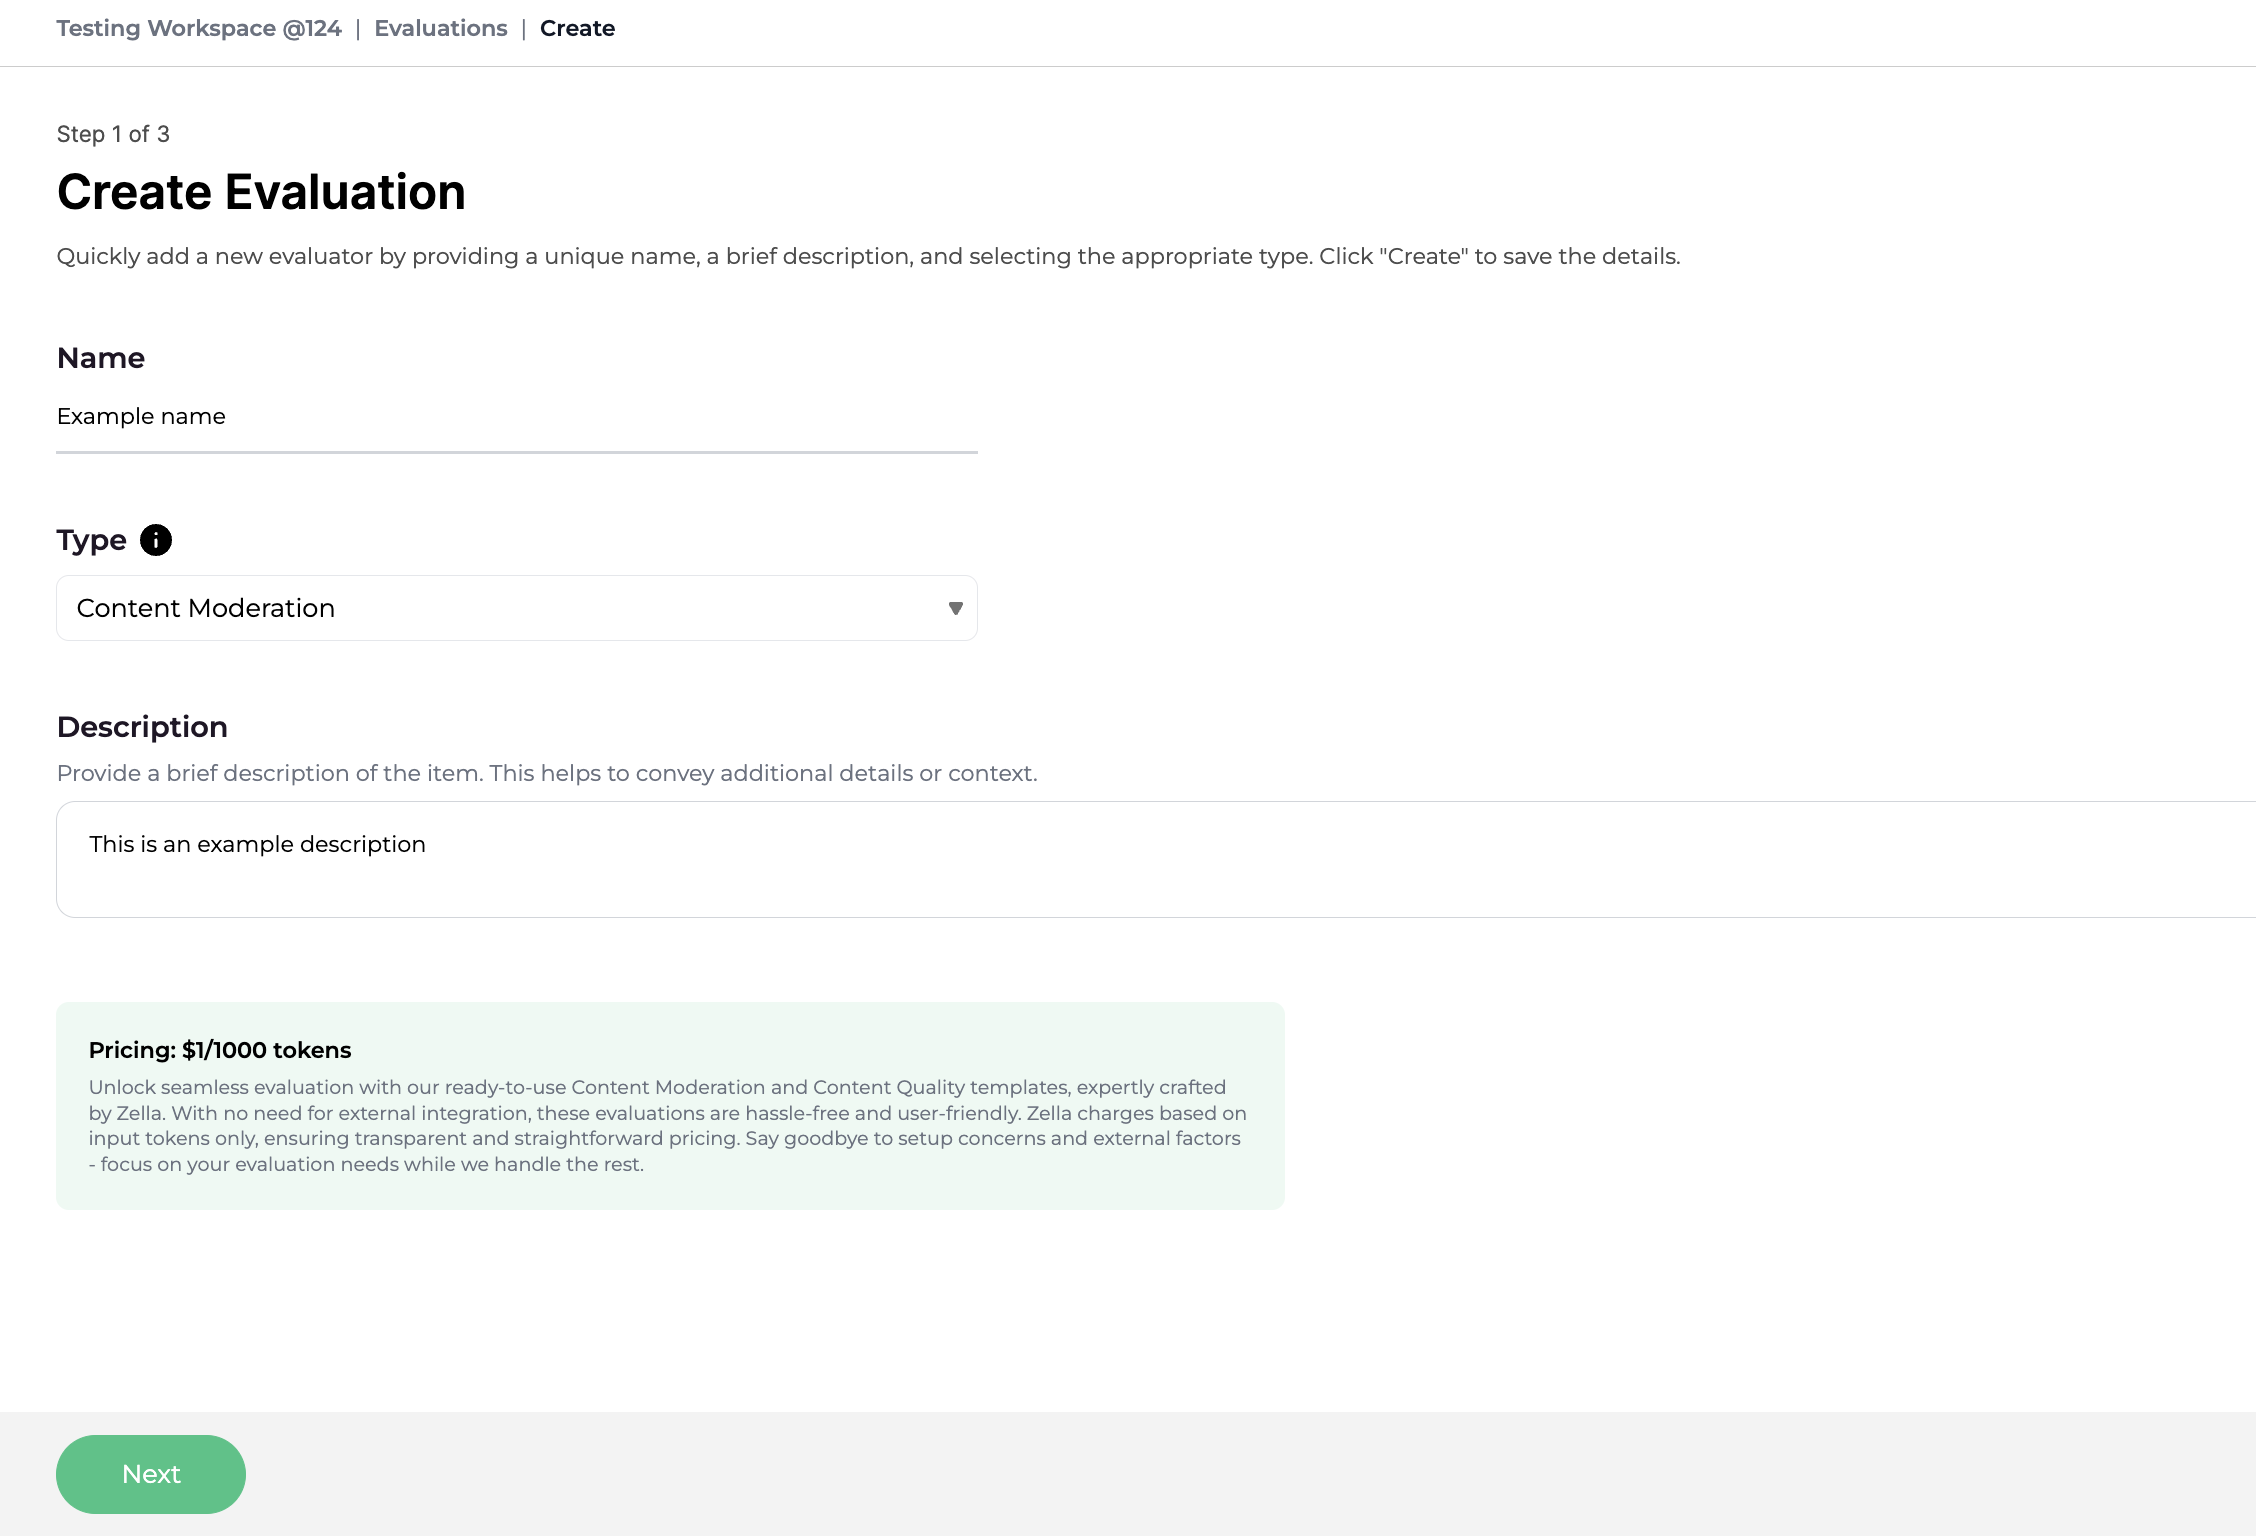 Testing Workspace @124 | Evaluations | Create
Step 1 of 3
Create Evaluation
Quickly add a new evaluator by providing a unique name, a brief description, and selecting the appropriate type. Click "Create" to save the details.
Name
Example name
Type
Content Moderation
Description
Provide a brief description of the item. This helps to convey additional details or context.
This is an example description
Pricing: $1/1000 tokens
Unlock seamless evaluation with our ready-to-use Content Moderation and Content Quality templates, expertly crafted
by Zella. With no need for external integration, these evaluations are hassle-free and user-friendly. Zella charges based on
input tokens only, ensuring transparent and straightforward pricing. Say goodbye to setup concerns and external factors
- focus on your evaluation needs while we handle the rest.
Next